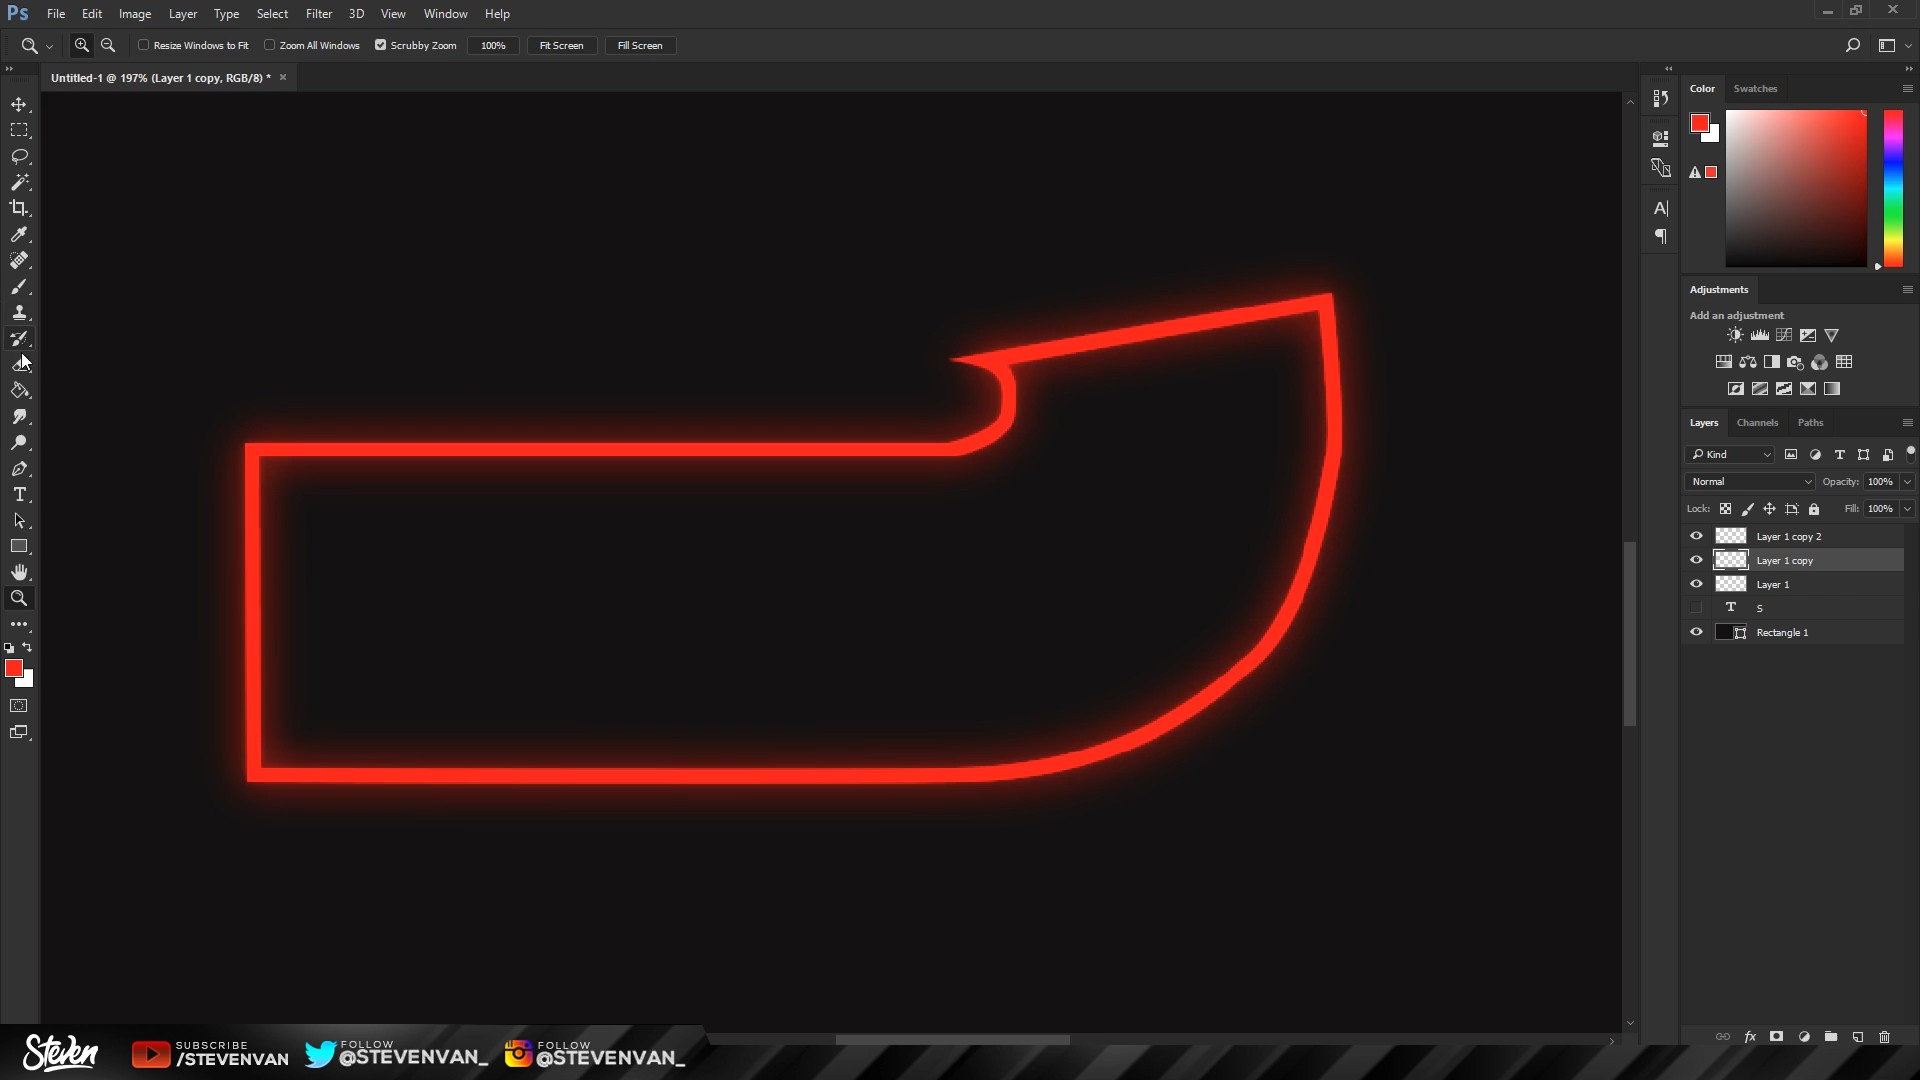 Ps File Edit Image Layer Type Select Filter 3D View Window Help
Resize Windows to Fit Zoom All Windows Scrubby Zoom 100% Fit Screen Fill Screen
Untitled-1 @ 197% (Layer 1 copy, RGB/8) *
Color Swatches
Adjustments
Add an adjustment
Layers Channels Paths
Kind
Normal Opacity: 100%
Lock: Fill: 100%
Layer 1 copy 2
Layer 1 copy
Layer 1
S
Rectangle 1
fx
Steven
SUBSCRIBE
/STEVENVAN
FOLLOW
@STEVENVAN_
FOLLOW
@STEVENVAN_